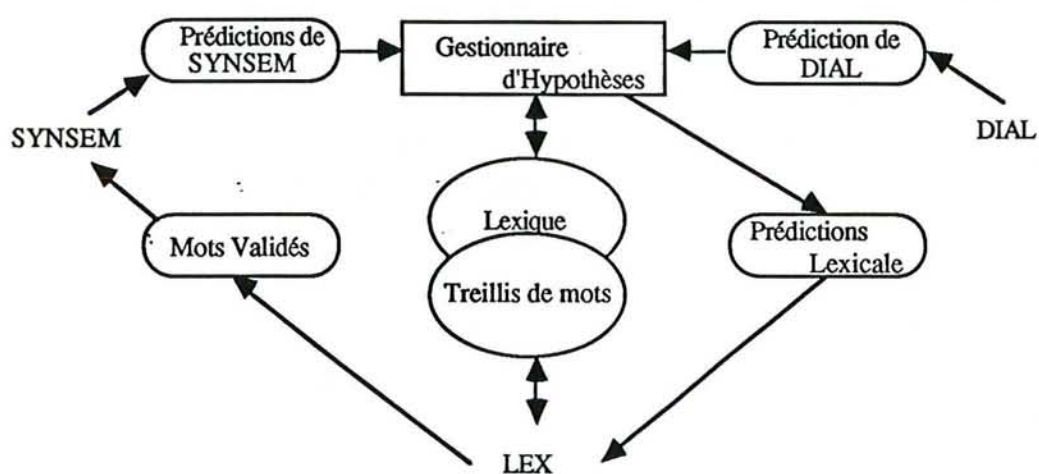 Prédictions de
SYNSEM
Gestionnaire
d'Hypothèses
Prédiction de
DIAL
SYNSEM
DIAL
Lexique
Mots Validés
Prédictions
Lexicale
Treillis de mots
LEX